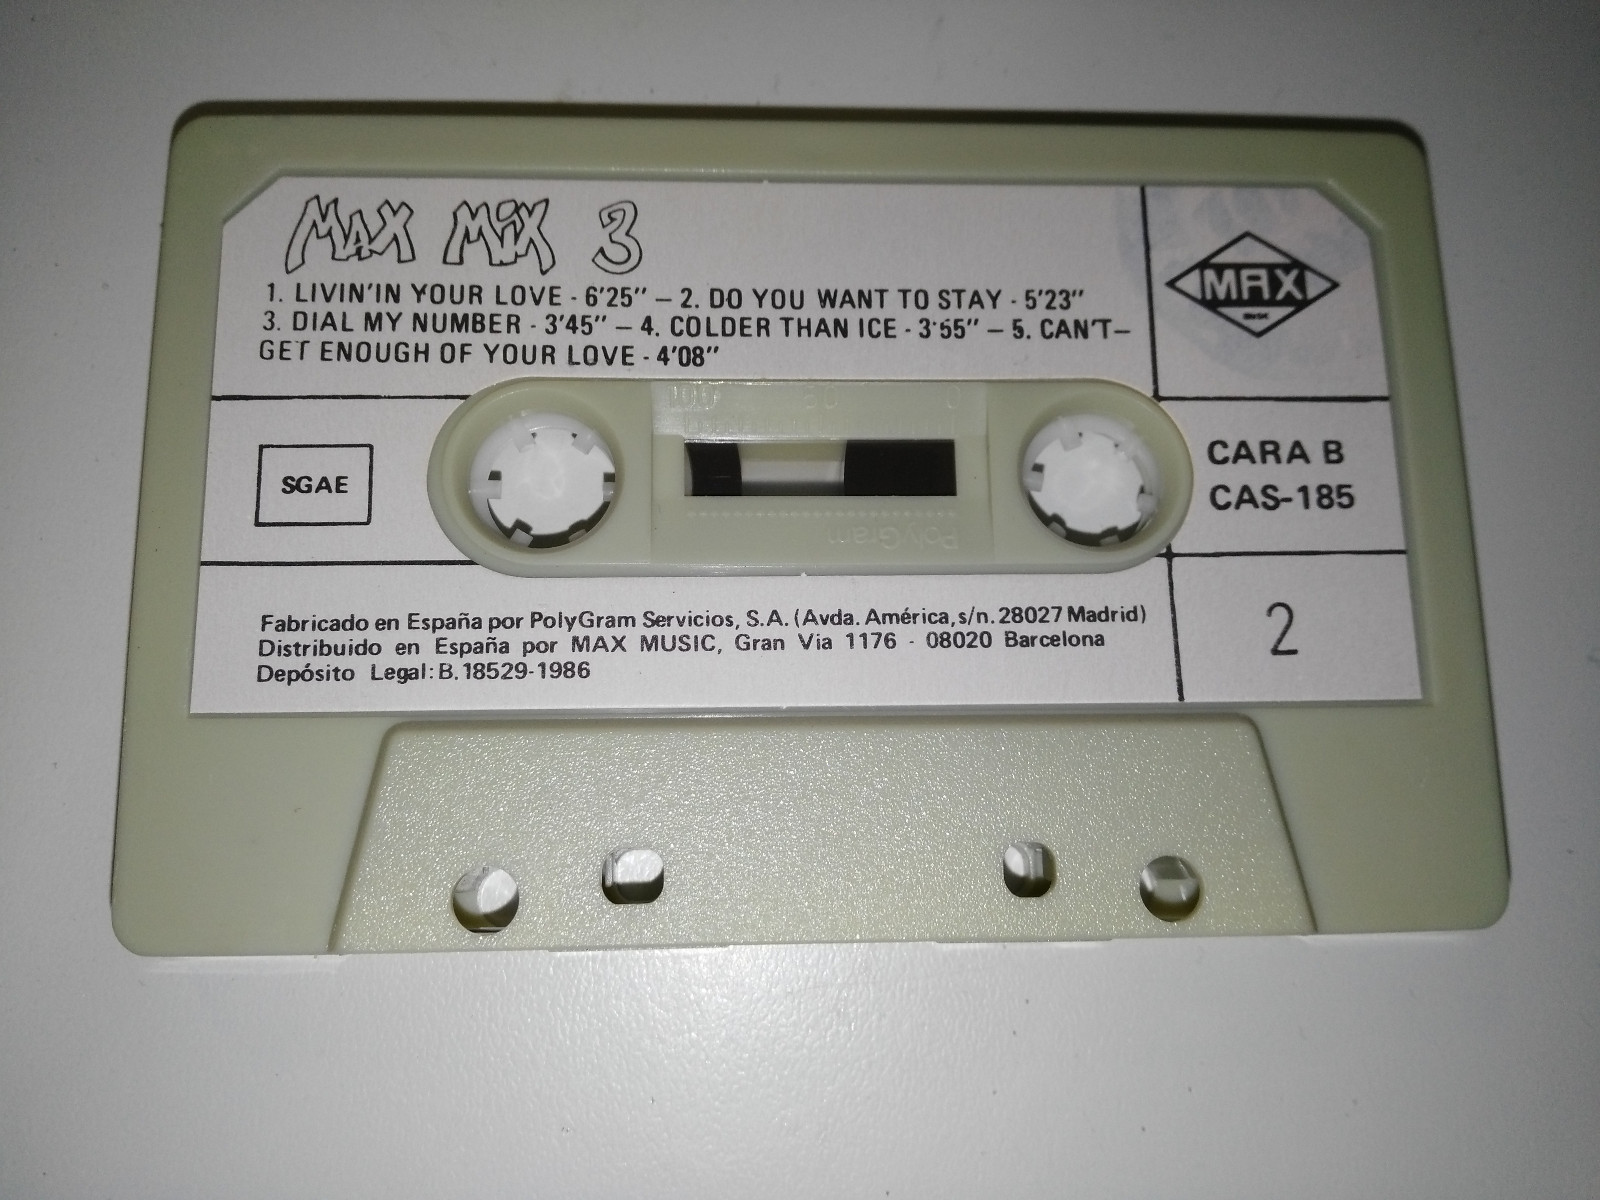 MAX MIX 3
1. LIVIN'IN YOUR LOVE - 6'25" – 2. DO YOU WANT TO STAY - 5'23"
3. DIAL MY NUMBER - 3'45" – 4. COLDER THAN ICE - 3'55" – 5. CAN'T–
GET ENOUGH OF YOUR LOVE - 4'08"
MAX
100 50 0
SGAE
CARA B
CAS-185
PolyGram
Fabricado en España por PolyGram Servicios, S.A. (Avda. América, s/n. 28027 Madrid)
Distribuido en España por MAX MUSIC, Gran Via 1176 - 08020 Barcelona
Depósito Legal: B. 18529-1986
2